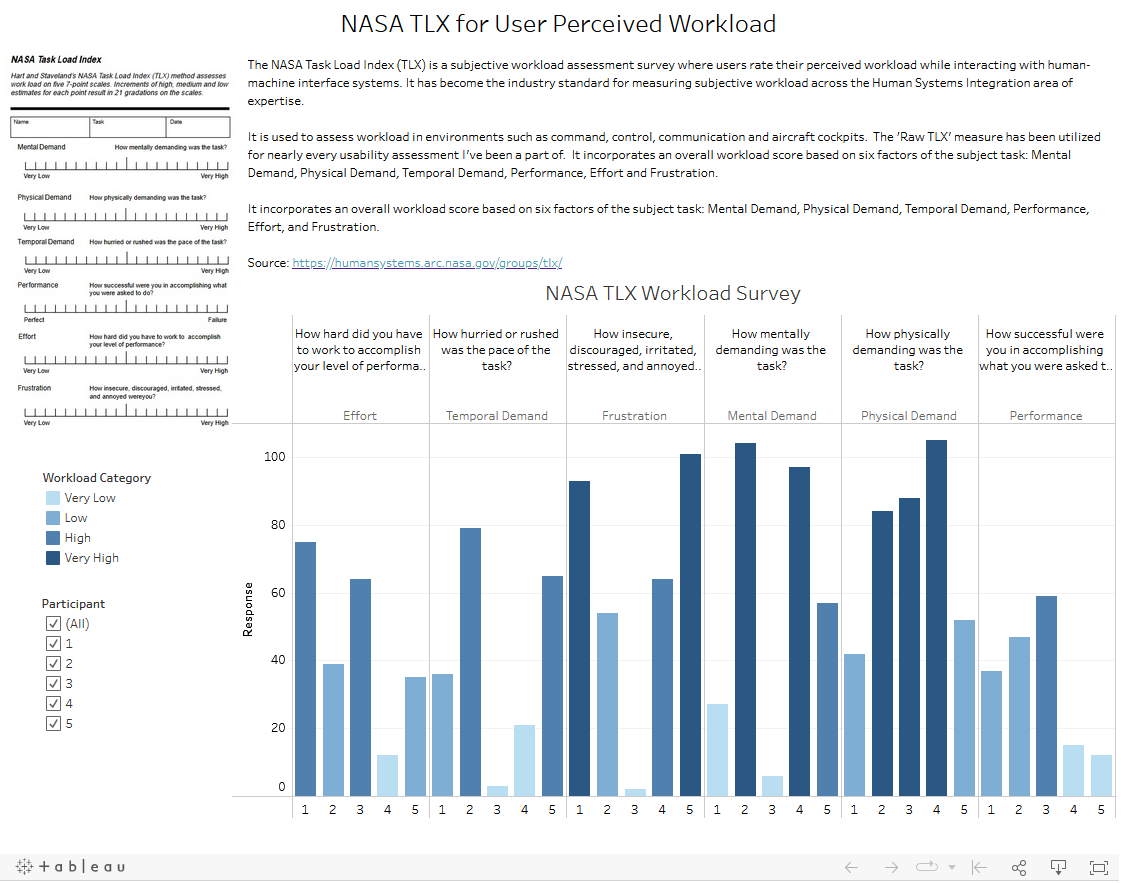 NASA TLX for User Perceived Workload
NASA Task Load Index
Hart and Staveland's NASA Task Load Index (TLX) method assesses
work load on five 7-point scales. Increments of high, medium and low
estimates for each point result in 21 gradations on the scales.
Name Task Date
Mental Demand How mentally demanding was the task?
Very Low Very High
Physical Demand How physically demanding was the task?
Very Low Very High
Temporal Demand How hurried or rushed was the pace of the task?
Very Low Very High
Performance How successful were you in accomplishing what
you were asked to do?
Perfect Failure
Effort How hard did you have to work to accomplish
your level of performance?
Very Low Very High
Frustration How insecure, discouraged, irritated, stressed,
and annoyed wereyou?
Very Low Very High
The NASA Task Load Index (TLX) is a subjective workload assessment survey where users rate their perceived workload while interacting with human-
machine interface systems. It has become the industry standard for measuring subjective workload across the Human Systems Integration area of
expertise.
It is used to assess workload in environments such as command, control, communication and aircraft cockpits. The 'Raw TLX' measure has been utilized
for nearly every usability assessment I've been a part of. It incorporates an overall workload score based on six factors of the subject task: Mental
Demand, Physical Demand, Temporal Demand, Performance, Effort and Frustration.
It incorporates an overall workload score based on six factors of the subject task: Mental Demand, Physical Demand, Temporal Demand, Performance,
Effort, and Frustration.
Source: https://humansystems.arc.nasa.gov/groups/tlx/
Workload Category
Very Low
Low
High
Very High
Participant
(All)
1
2
3
4
5
NASA TLX Workload Survey
How hard did you have
to work to accomplish
your level of performa..
Effort
How hurried or rushed
was the pace of the
task?
Temporal Demand
How insecure,
discouraged, irritated,
stressed, and annoyed..
Frustration
How mentally
demanding was the
task?
Mental Demand
How physically
demanding was the
task?
Physical Demand
How successful were
you in accomplishing
what you were asked t..
Performance
Response
100
80
60
40
20
0
1 2 3 4 5 1 2 3 4 5 1 2 3 4 5 1 2 3 4 5 1 2 3 4 5 1 2 3 4 5
+ableau